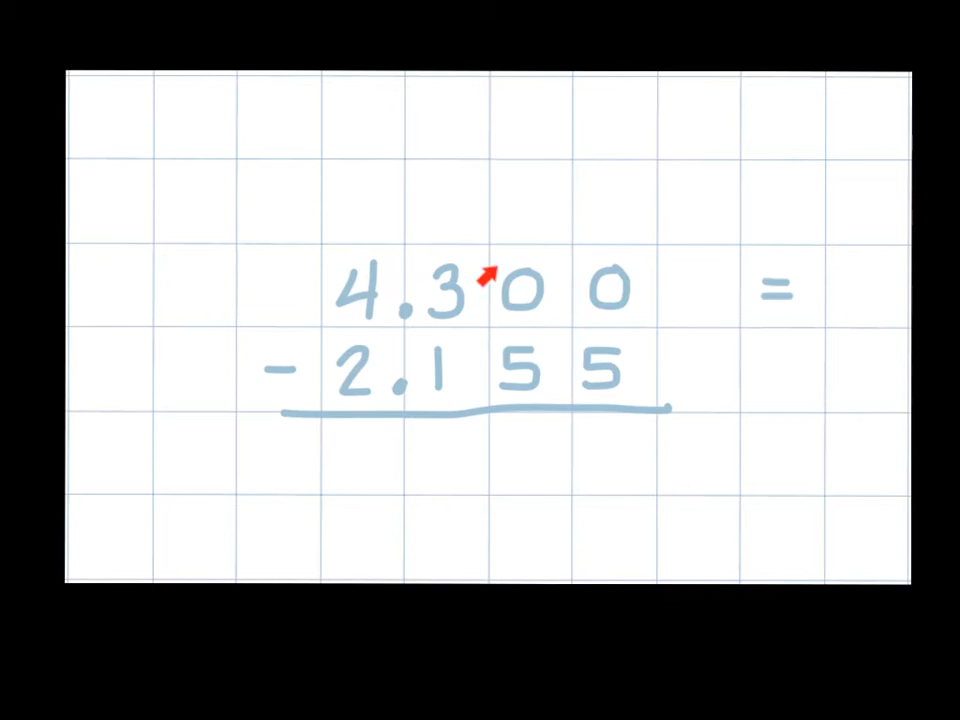 4.300 =
- 2.155